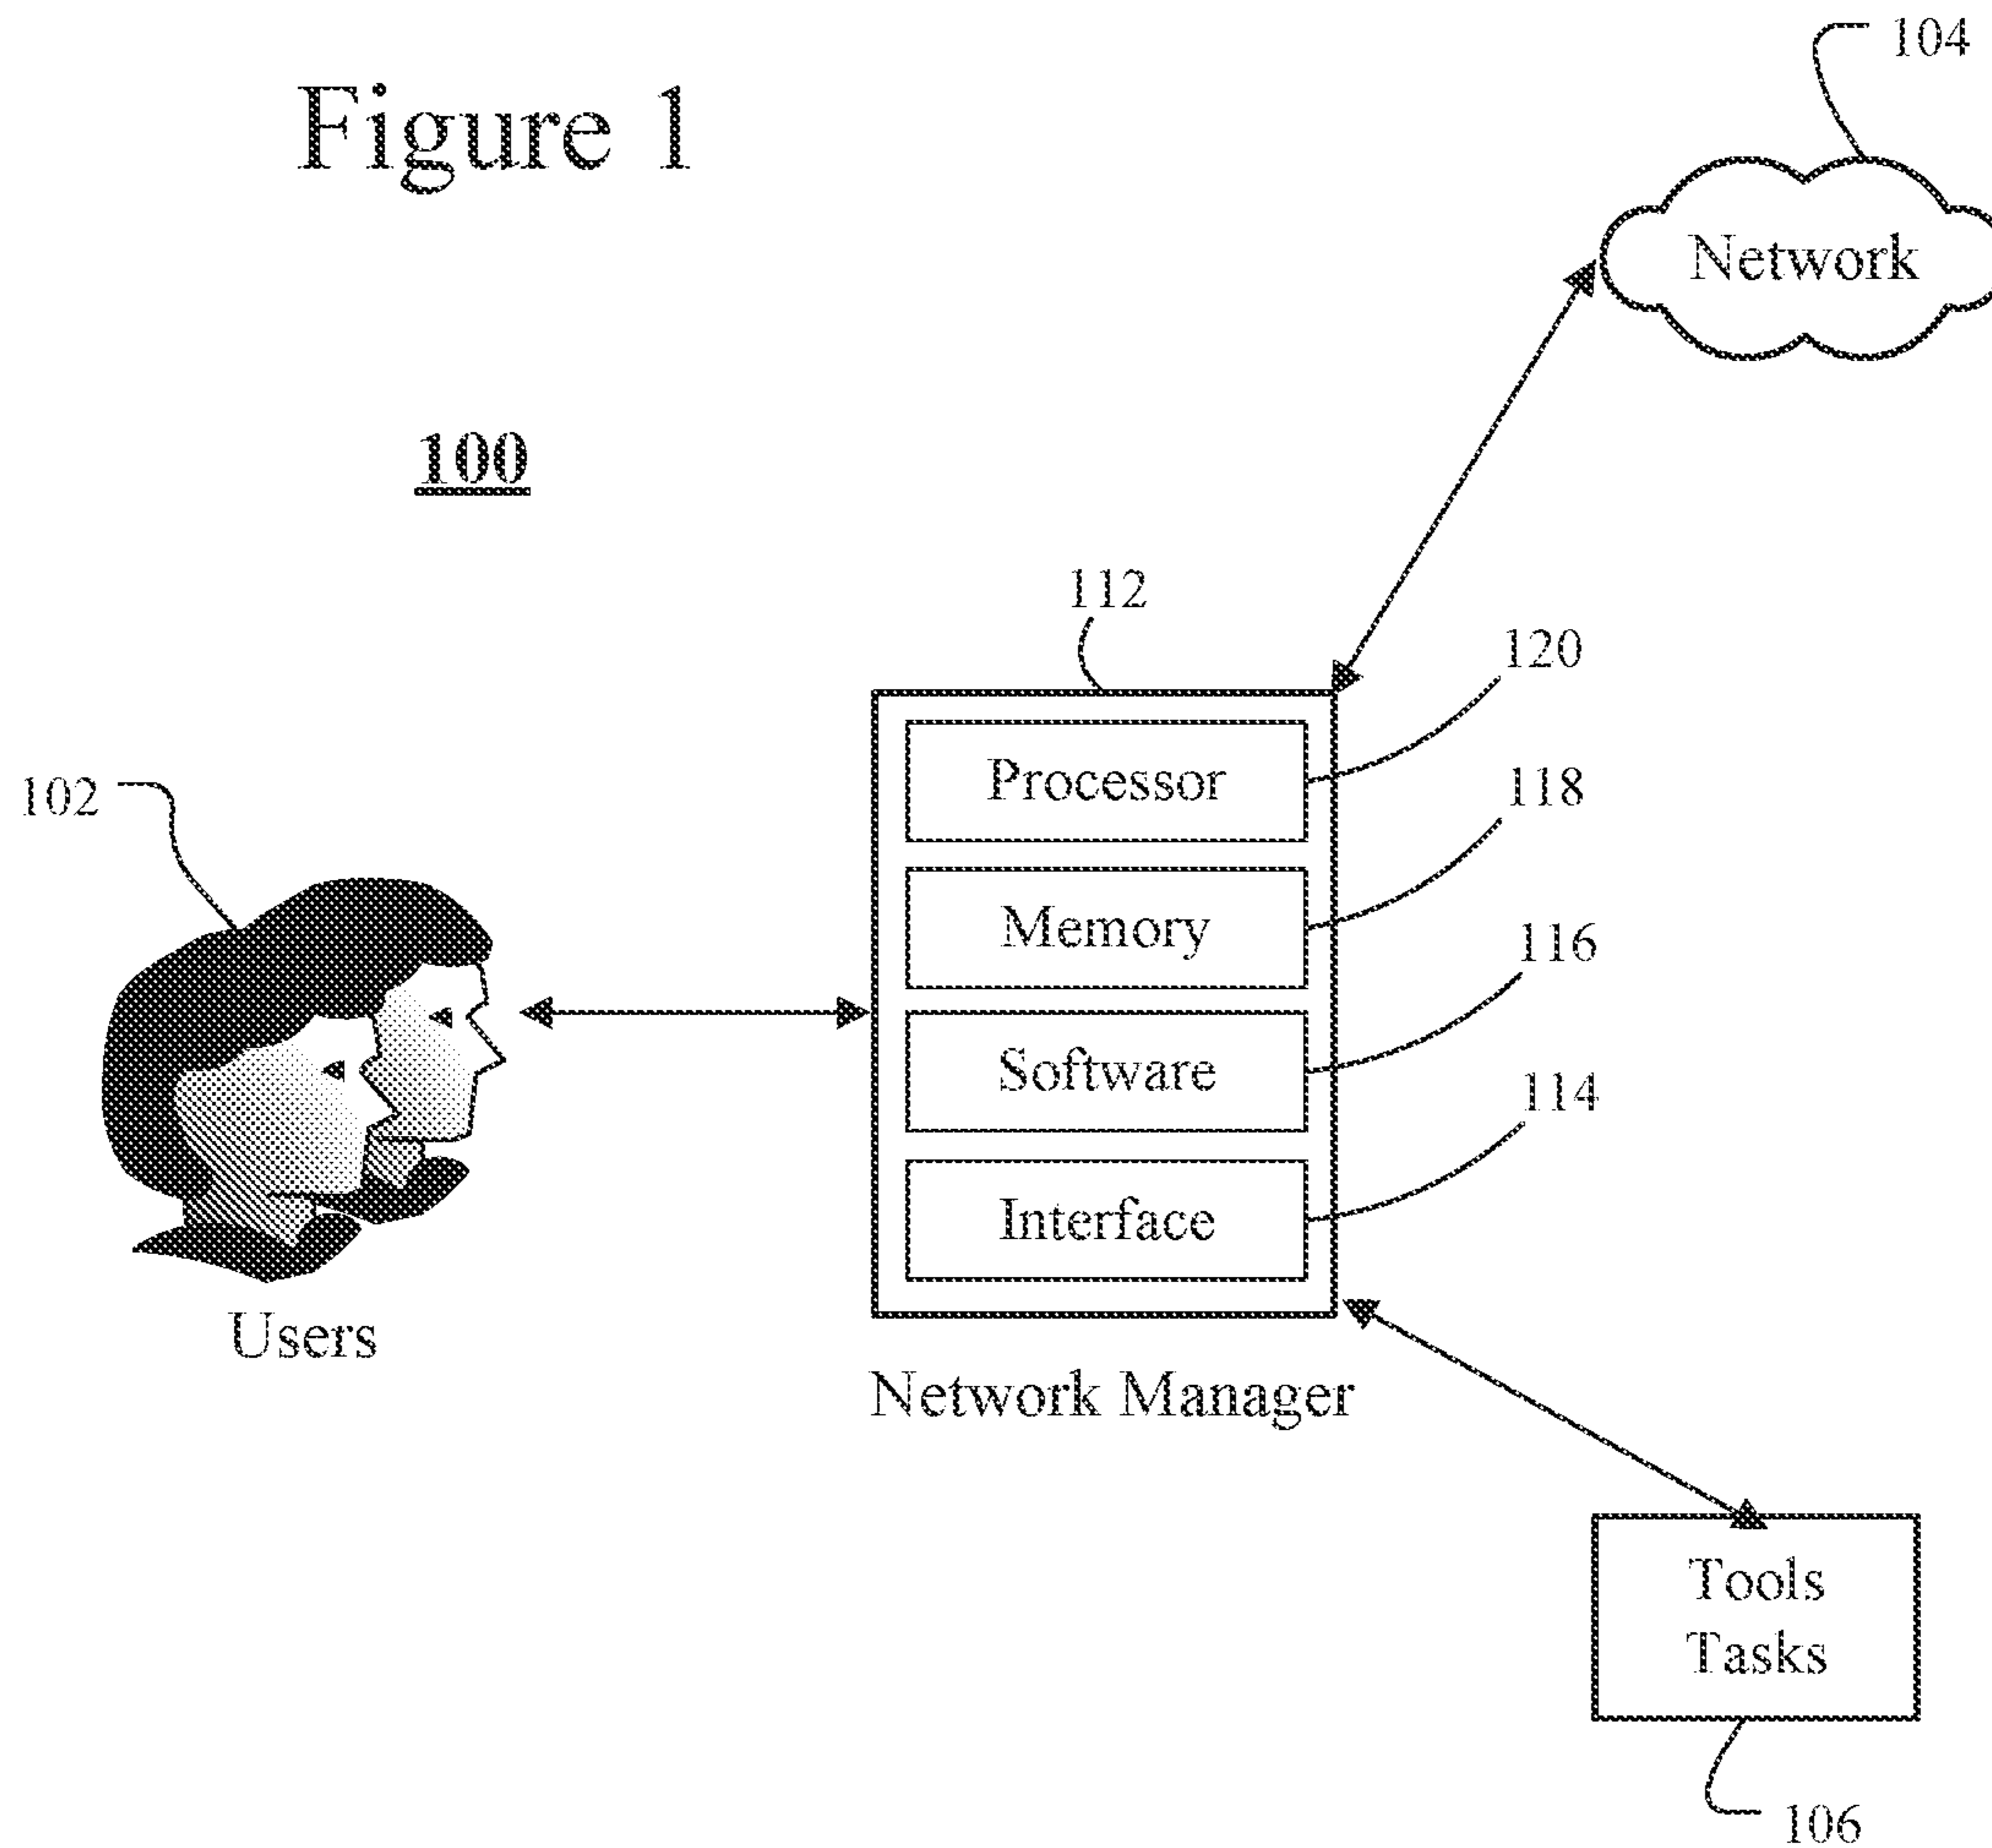 104
Figure 1
Network
100
112
120
Processor
102
118
Memory
116
Software
114
Interface
Users
Network Manager
Tools
Tasks
106